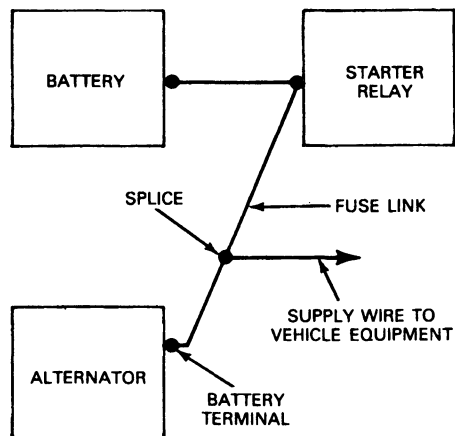 BATTERY
STARTER
RELAY
SPLICE
FUSE LINK
SUPPLY WIRE TO
VEHICLE EQUIPMENT
ALTERNATOR
BATTERY
TERMINAL